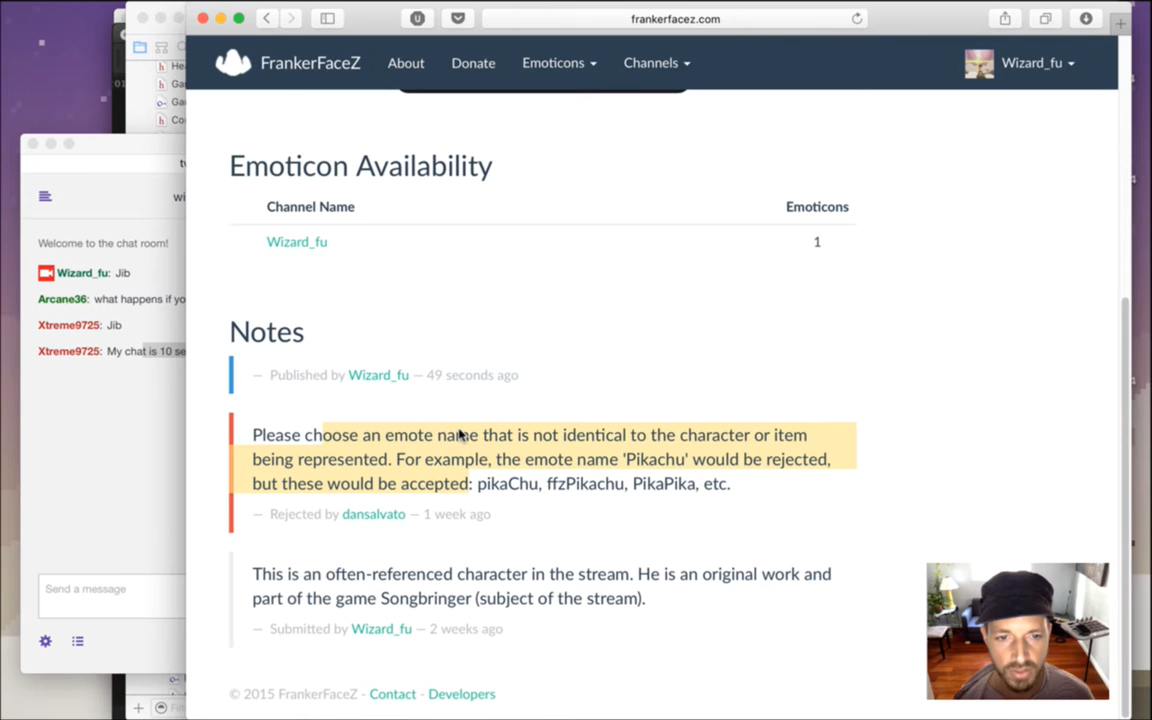 frankerfacez.com
FrankerFaceZ About Donate Emoticons Channels Wizard_fu
Emoticon Availability
Channel Name Emoticons
Wizard_fu 1
Notes
— Published by Wizard_fu — 49 seconds ago
Please choose an emote name that is not identical to the character or item
being represented. For example, the emote name 'Pikachu' would be rejected,
but these would be accepted: pikaChu, ffzPikachu, PikaPika, etc.
— Rejected by dansalvato — 1 week ago
This is an often-referenced character in the stream. He is an original work and
part of the game Songbringer (subject of the stream).
— Submitted by Wizard_fu — 2 weeks ago
© 2015 FrankerFaceZ - Contact - Developers
Welcome to the chat room!
Wizard_fu: Jib
Arcane36: what happens if yo
Xtreme9725: Jib
Xtreme9725: My chat is 10 se
Send a message